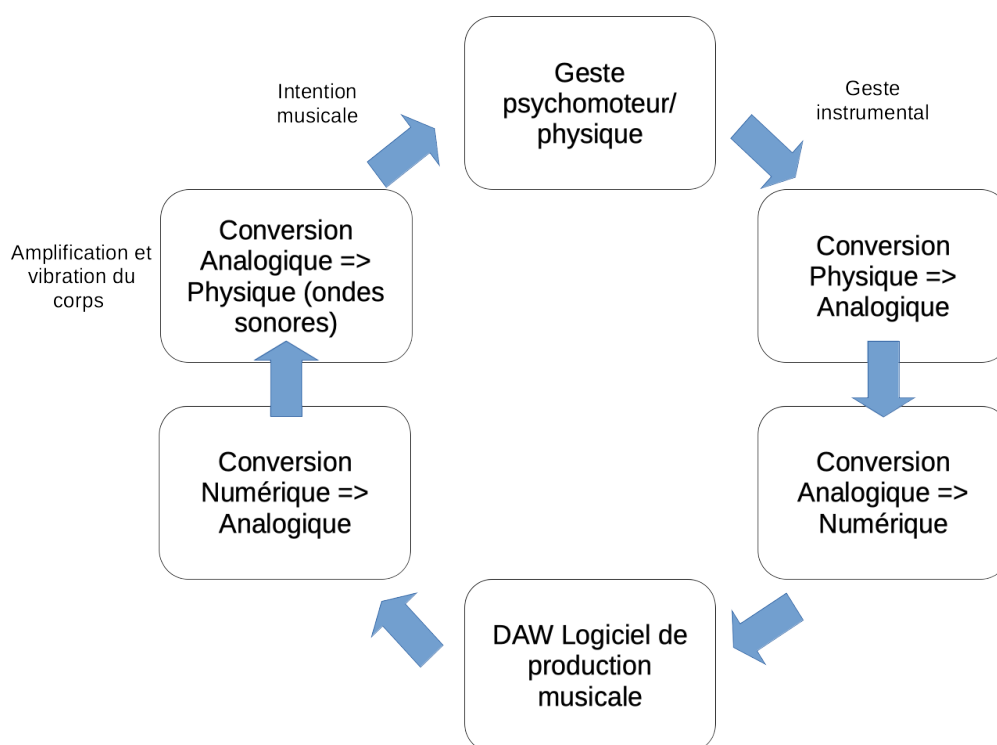 Geste
psychomoteur/
physique
Intention
musicale
Geste
instrumental
Conversion
Analogique =>
Physique (ondes
sonores)
Amplification et
vibration du
corps
Conversion
Physique =>
Analogique
Conversion
Numérique =>
Analogique
Conversion
Analogique =>
Numérique
DAW Logiciel de
production
musicale